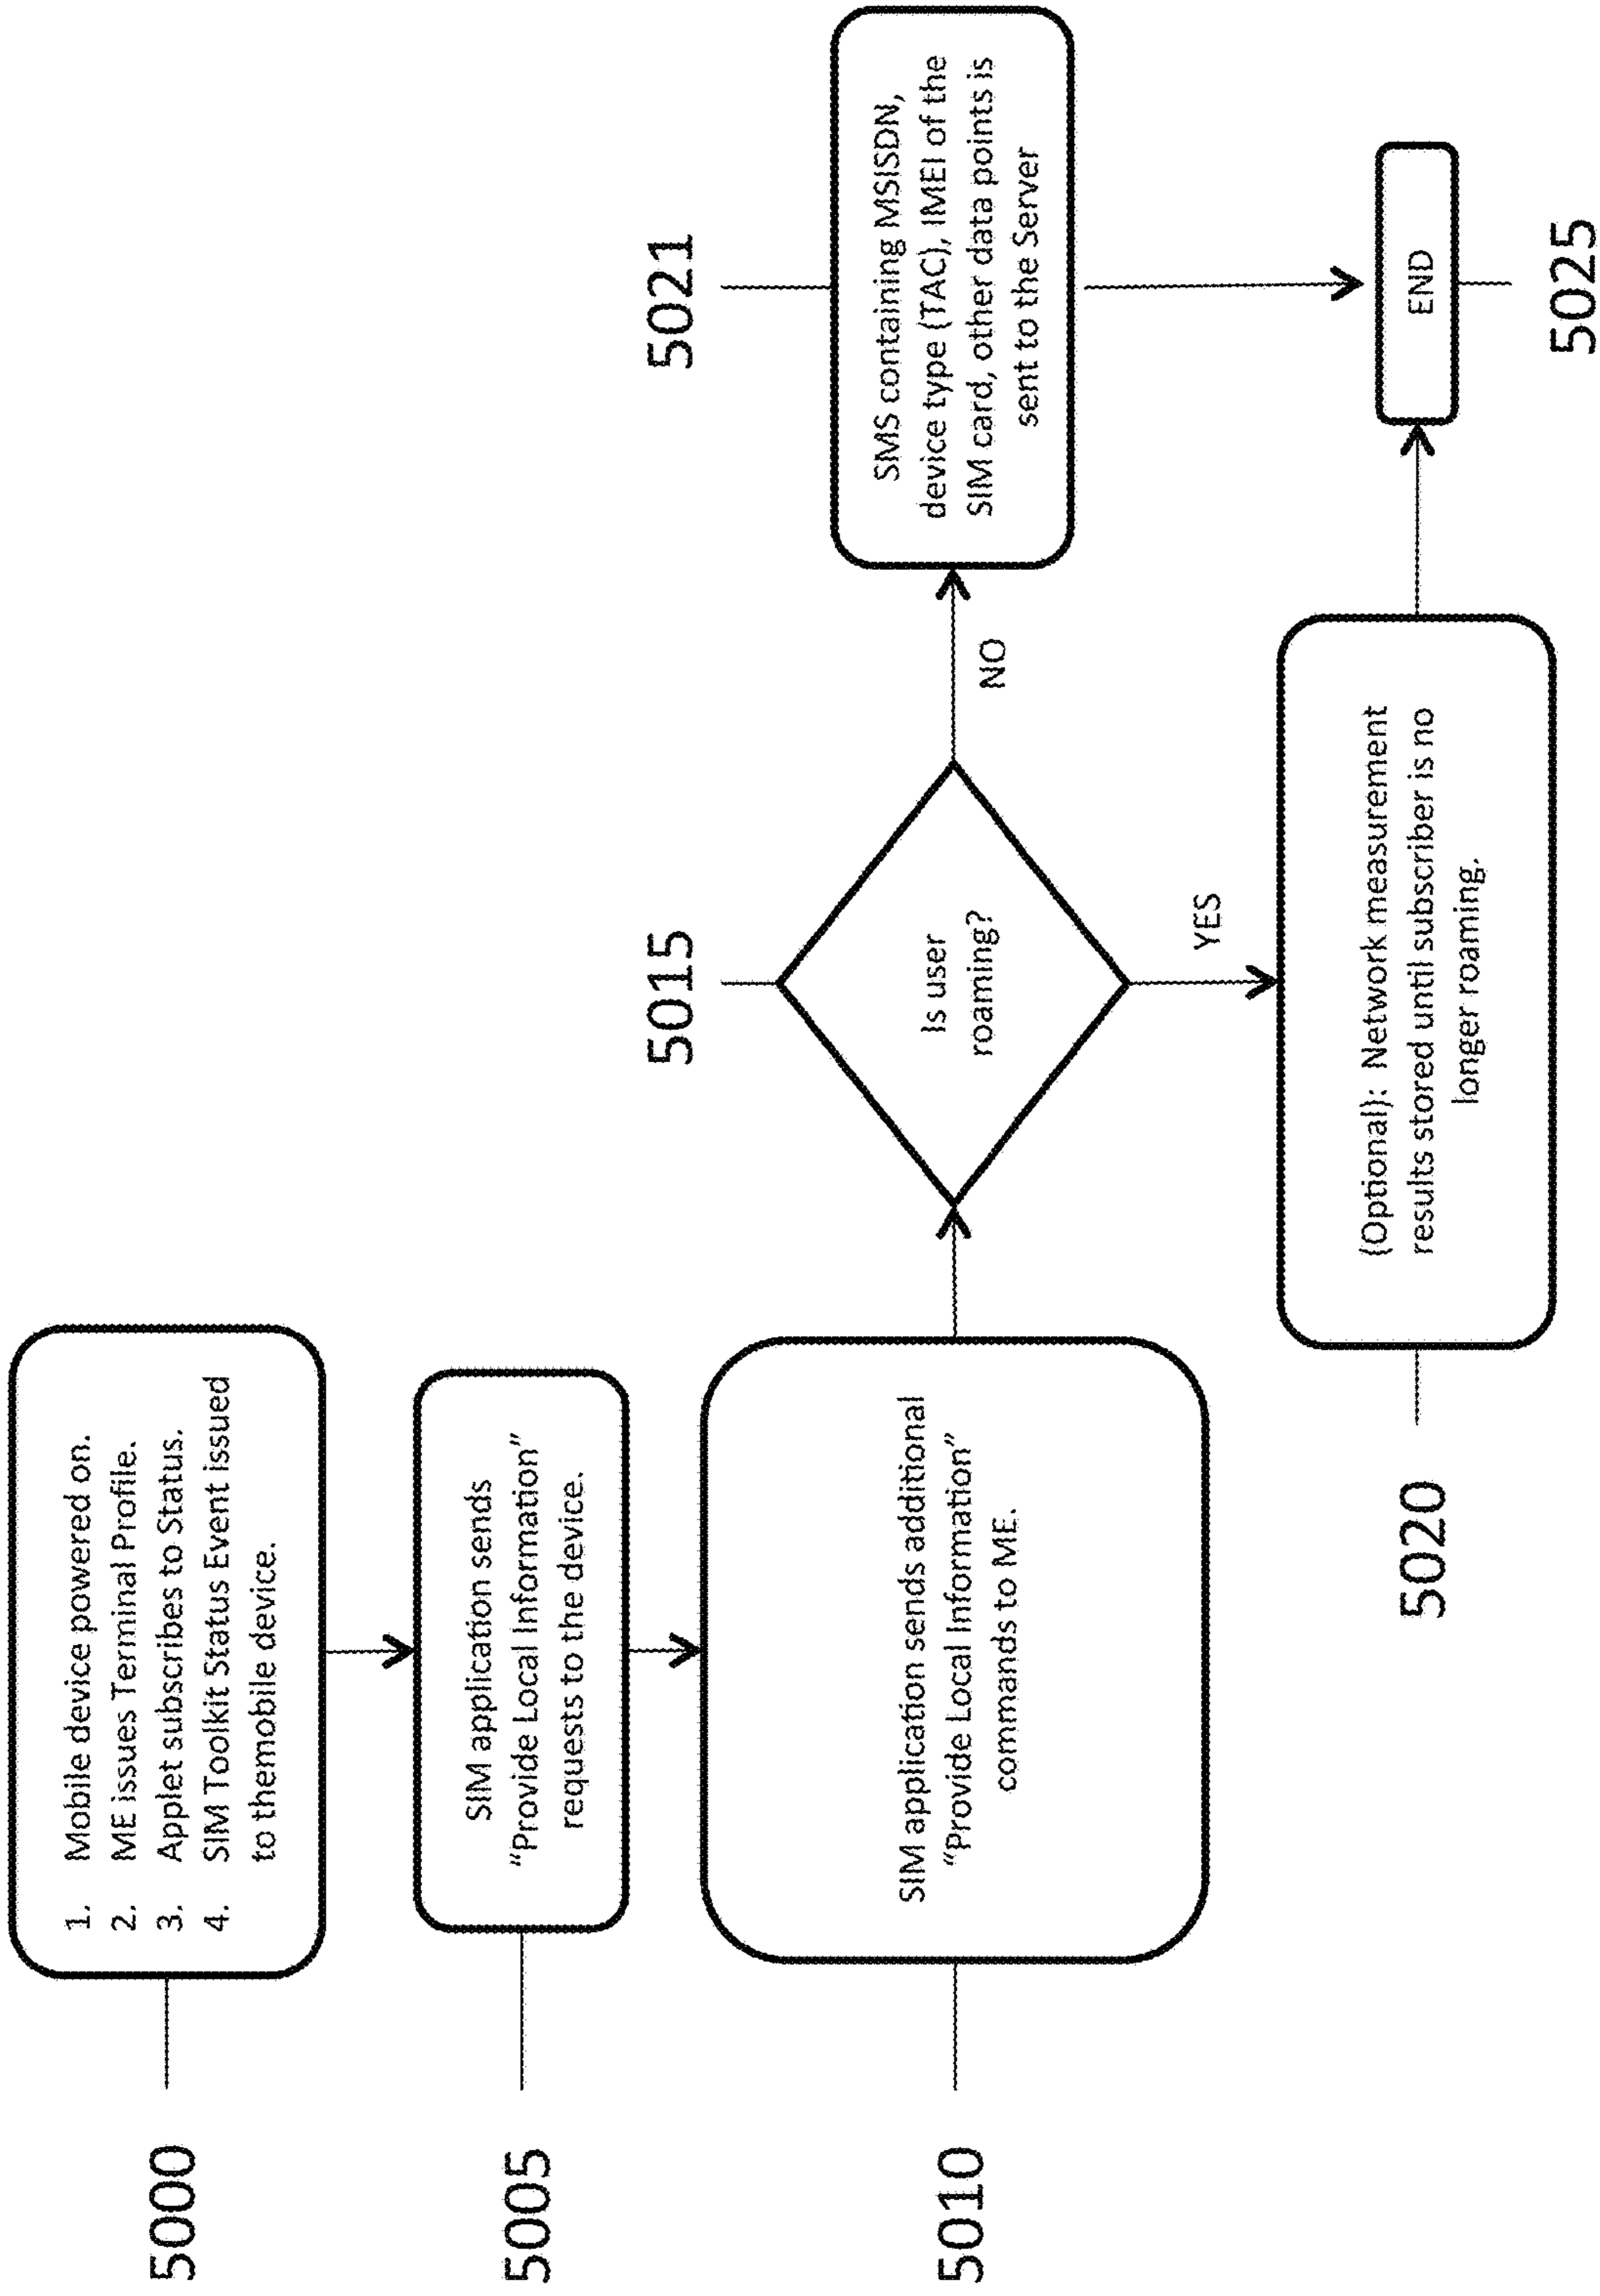 5000
1. Mobile device powered on.
2. ME issues Terminal Profile.
3. Applet subscribes to Status.
4. SIM Toolkit Status Event issued
to themobile device.
5005
SIM application sends
“Provide Local Information”
requests to the device.
5010
SIM application sends additional
“Provide Local Information”
commands to ME.
5015
Is user
roaming?
NO
YES
5021
SMS containing MSISDN,
device type (TAC), IMEI of the
SIM card, other data points is
sent to the Server
5020
(Optional): Network measurement
results stored until subscriber is no
longer roaming.
END
5025